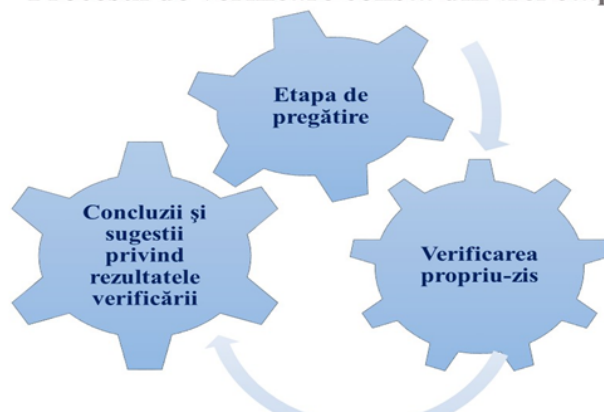 Etapa de
pregătire
Verificarea
propriu-zis
Concluzii şi
sugestii
privind
rezultatele
verificării